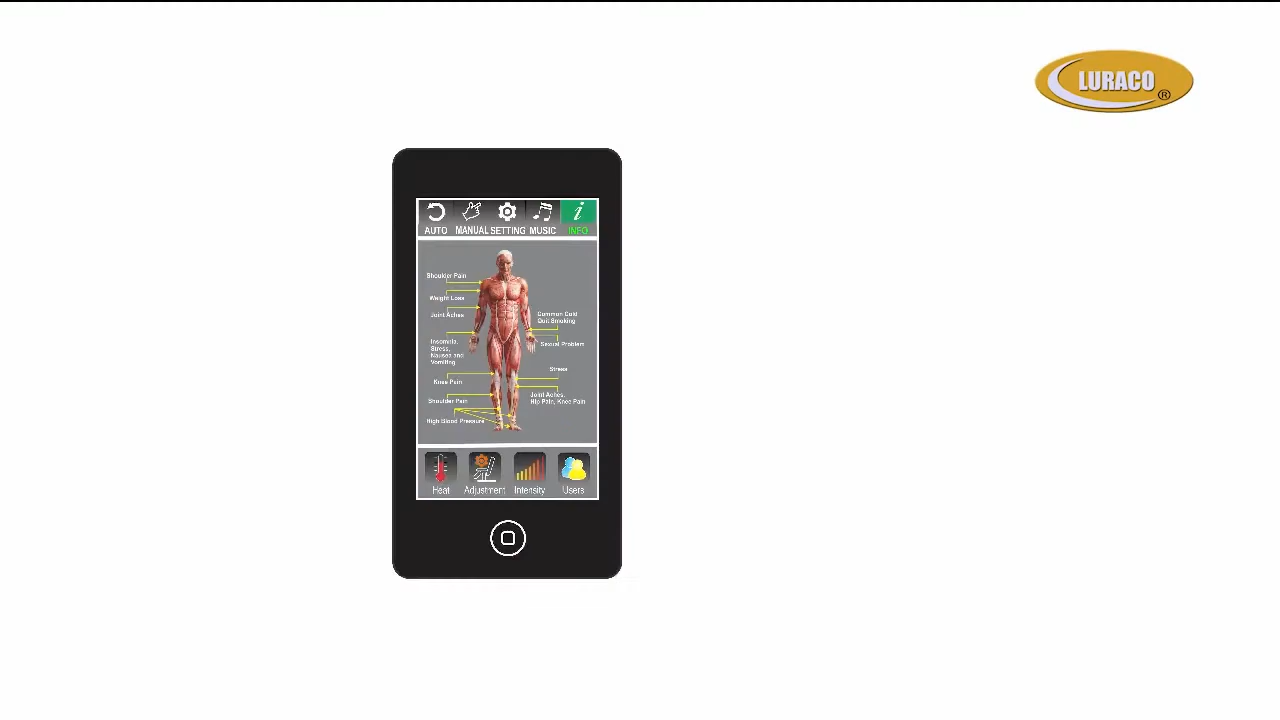 LURACO ®
AUTO MANUAL SETTING MUSIC INFO
Shoulder Pain
Weight Loss
Joint Aches
Insomnia,
Stress,
Nausea and
Vomiting
Knee Pain
Shoulder Pain
High Blood Pressure
Common Cold
Quit Smoking
Sexual Problem
Stress
Joint Aches,
Hip Pain, Knee Pain
Heat Adjustment Intensity Users